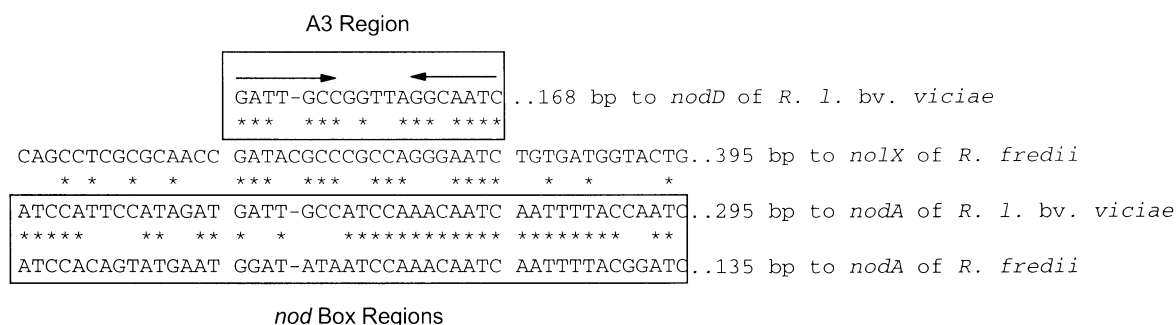 A3 Region
GATT-GCCGGTTAGGCAATC ..168 bp to nodD of R. l. bv. viciae
*** *** * *** ****
CAGCCTCGCGCAACC GATACGCCCGCCAGGGAATC TGTGATGGTACTG..395 bp to nolX of R. fredii
* * * * *** *** *** **** * * *
ATCCATTCCATAGAT GATT-GCCATCCAAACAATC AATTTTACCAATC..295 bp to nodA of R. l. bv. viciae
***** ** ** * * ************ ******** **
ATCCACAGTATGAAT GGAT-ATAATCCAAACAATC AATTTTACGGATC..135 bp to nodA of R. fredii
nod Box Regions